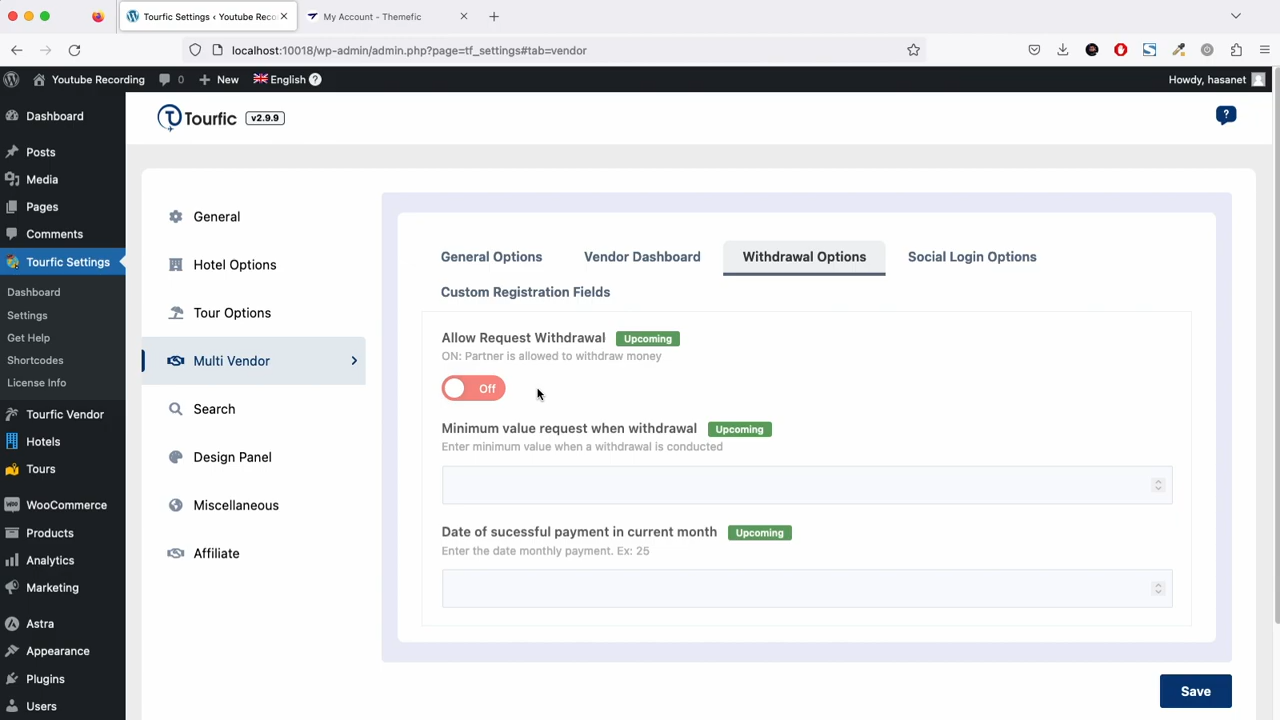 Tourfic Settings ‹ Youtube Reco
My Account - Themefic
localhost:10018/wp-admin/admin.php?page=tf_settings#tab=vendor
Youtube Recording
0
New
English
Howdy, hasanet
Dashboard
Posts
Media
Pages
Comments
Tourfic Settings
Dashboard
Settings
Get Help
Shortcodes
License Info
Tourfic Vendor
Hotels
Tours
WooCommerce
Products
Analytics
Marketing
Astra
Appearance
Plugins
Users
Tourfic v2.9.9
General
Hotel Options
Tour Options
Multi Vendor
Search
Design Panel
Miscellaneous
Affiliate
General Options Vendor Dashboard Withdrawal Options Social Login Options
Custom Registration Fields
Allow Request Withdrawal Upcoming
ON: Partner is allowed to withdraw money
Off
Minimum value request when withdrawal Upcoming
Enter minimum value when a withdrawal is conducted
Date of sucessful payment in current month Upcoming
Enter the date monthly payment. Ex: 25
Save